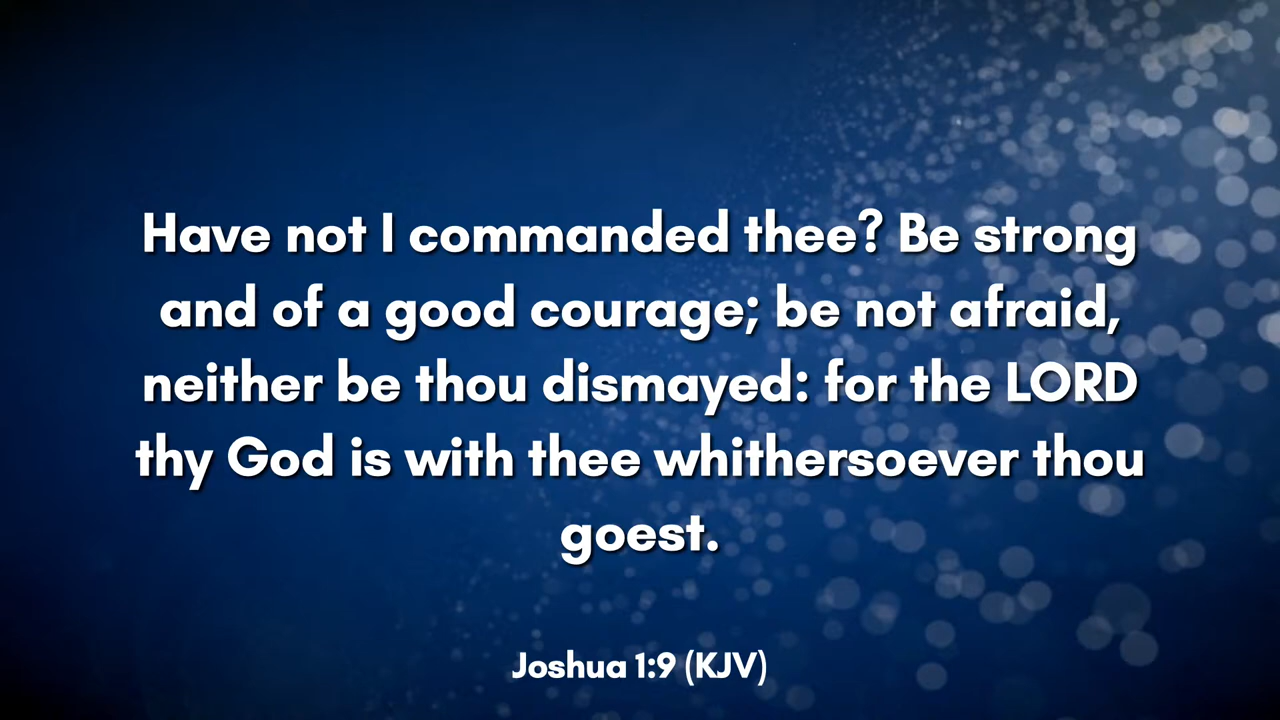 Have not I commanded thee? Be strong
and of a good courage; be not afraid,
neither be thou dismayed: for the LORD
thy God is with thee whithersoever thou
goest.
Joshua 1:9 (KJV)